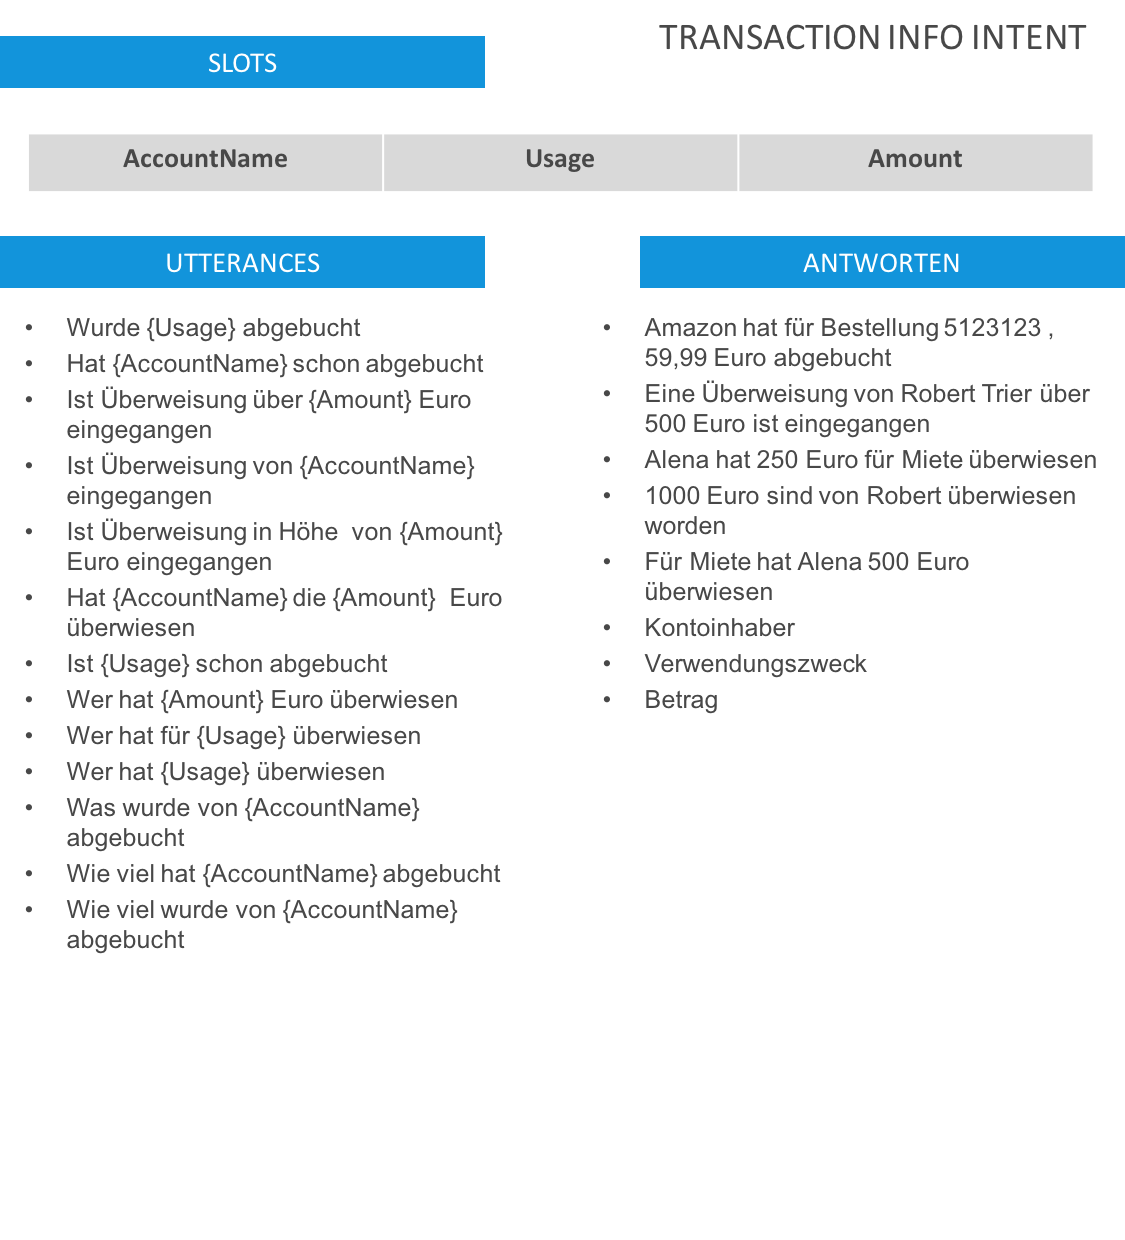 TRANSACTION INFO INTENT
SLOTS
AccountName
Usage
Amount
UTTERANCES
• Wurde {Usage} abgebucht
• Hat {AccountName} schon abgebucht
• Ist Überweisung über {Amount} Euro
eingegangen
• Ist Überweisung von {AccountName}
eingegangen
• Ist Überweisung in Höhe  von {Amount}
Euro eingegangen
• Hat {AccountName} die {Amount}  Euro
überwiesen
• Ist {Usage} schon abgebucht
• Wer hat {Amount} Euro überwiesen
• Wer hat für {Usage} überwiesen
• Wer hat {Usage} überwiesen
• Was wurde von {AccountName}
abgebucht
• Wie viel hat {AccountName} abgebucht
• Wie viel wurde von {AccountName}
abgebucht
ANTWORTEN
• Amazon hat für Bestellung 5123123 ,
59,99 Euro abgebucht
• Eine Überweisung von Robert Trier über
500 Euro ist eingegangen
• Alena hat 250 Euro für Miete überwiesen
• 1000 Euro sind von Robert überwiesen
worden
• Für Miete hat Alena 500 Euro
überwiesen
• Kontoinhaber
• Verwendungszweck
• Betrag